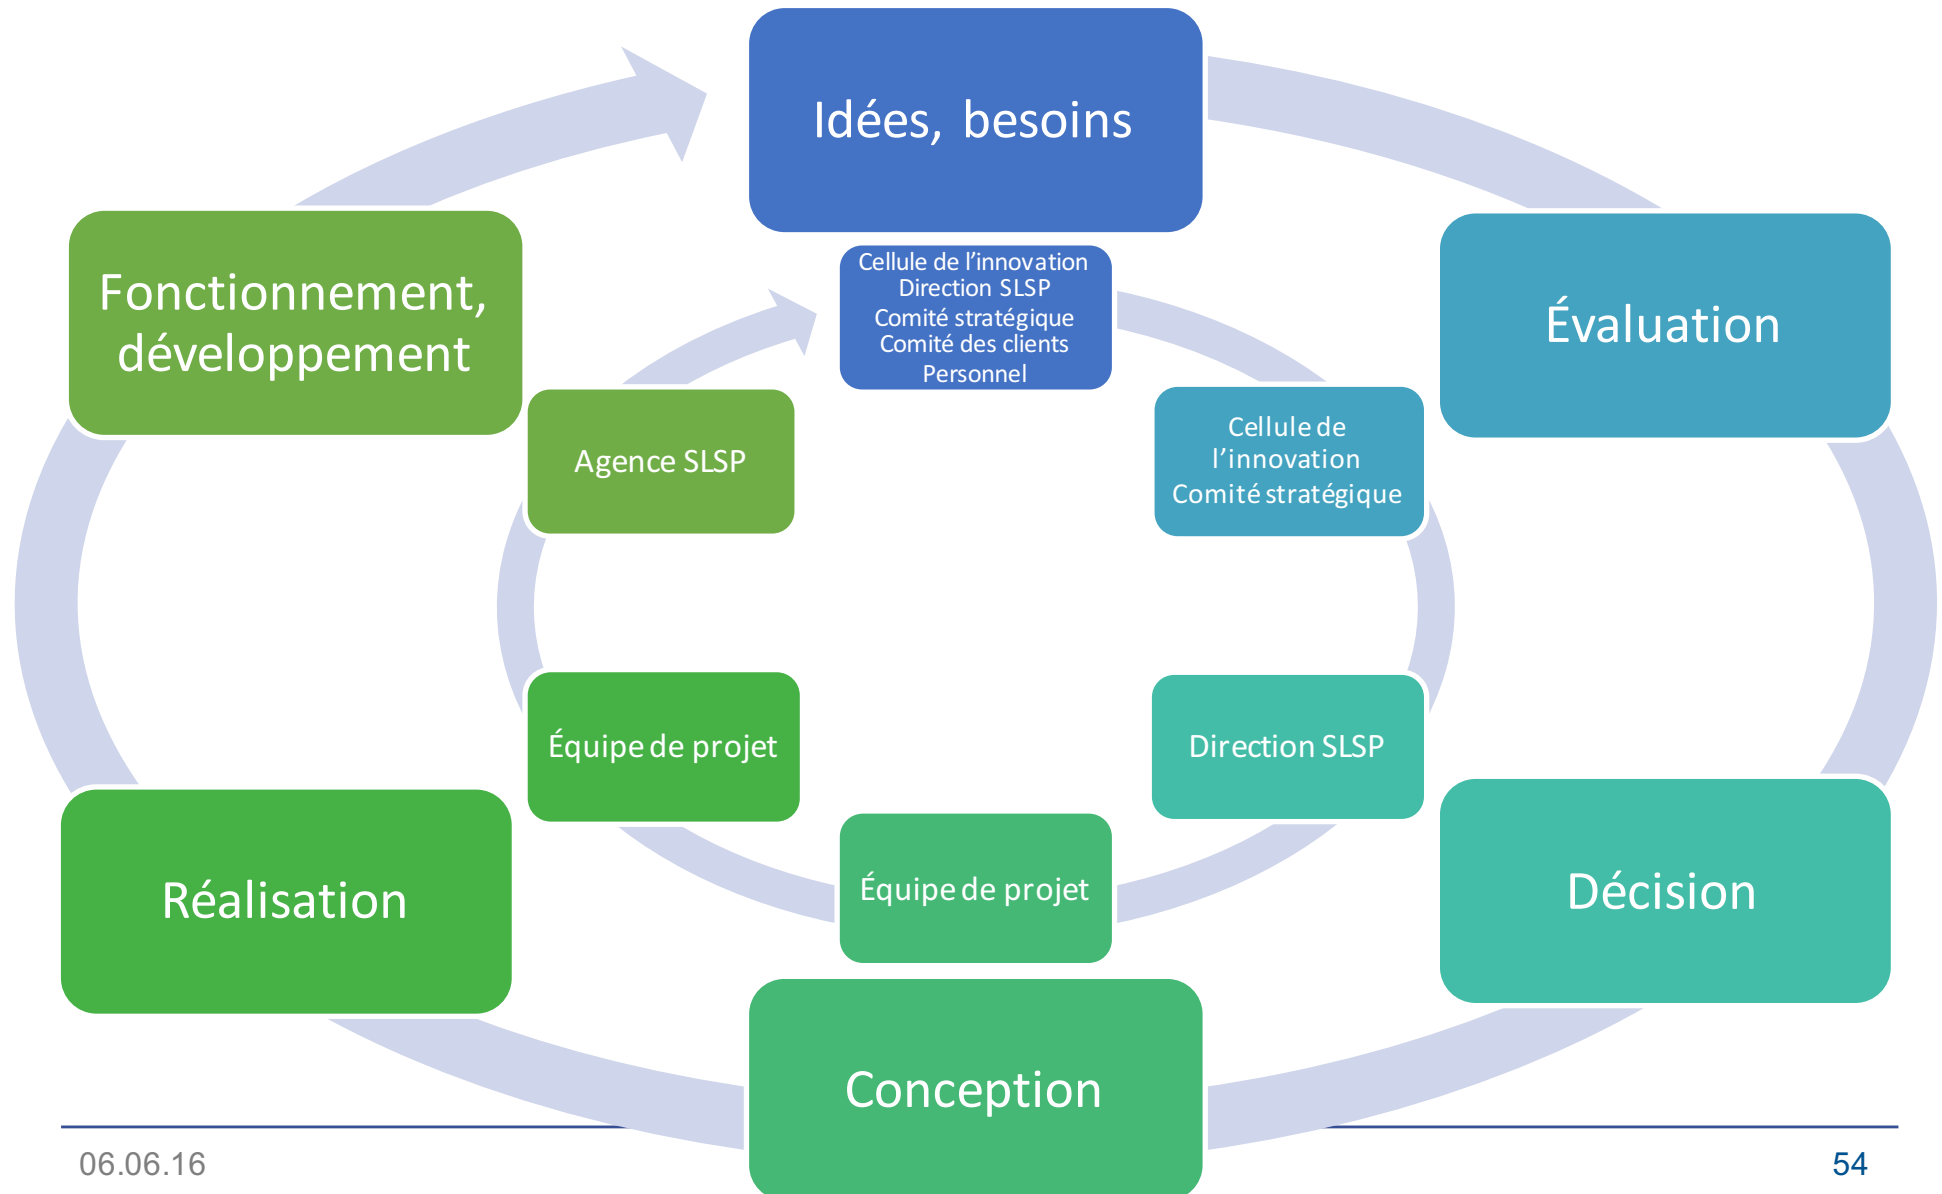 Idées, besoins
Cellule de l’innovation
Direction SLSP
Comité stratégique
Comité des clients
Personnel
Évaluation
Cellule de
l’innovation
Comité stratégique
Décision
Direction SLSP
Conception
Équipe de projet
Réalisation
Équipe de projet
Fonctionnement,
développement
Agence SLSP
06.06.16
54